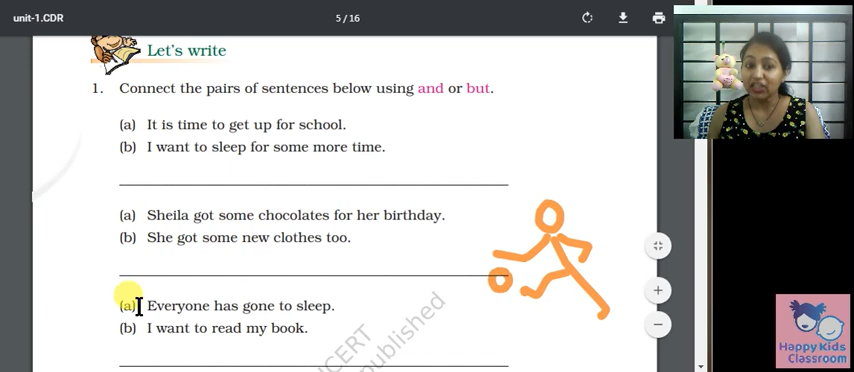 unit-1.CDR
5 / 16
Let's write
1. Connect the pairs of sentences below using and or but.
(a) It is time to get up for school.
(b) I want to sleep for some more time.
(a) Sheila got some chocolates for her birthday.
(b) She got some new clothes too.
(a) Everyone has gone to sleep.
(b) I want to read my book.
NCERT
published
HAPPy KidS
CLASSROOM